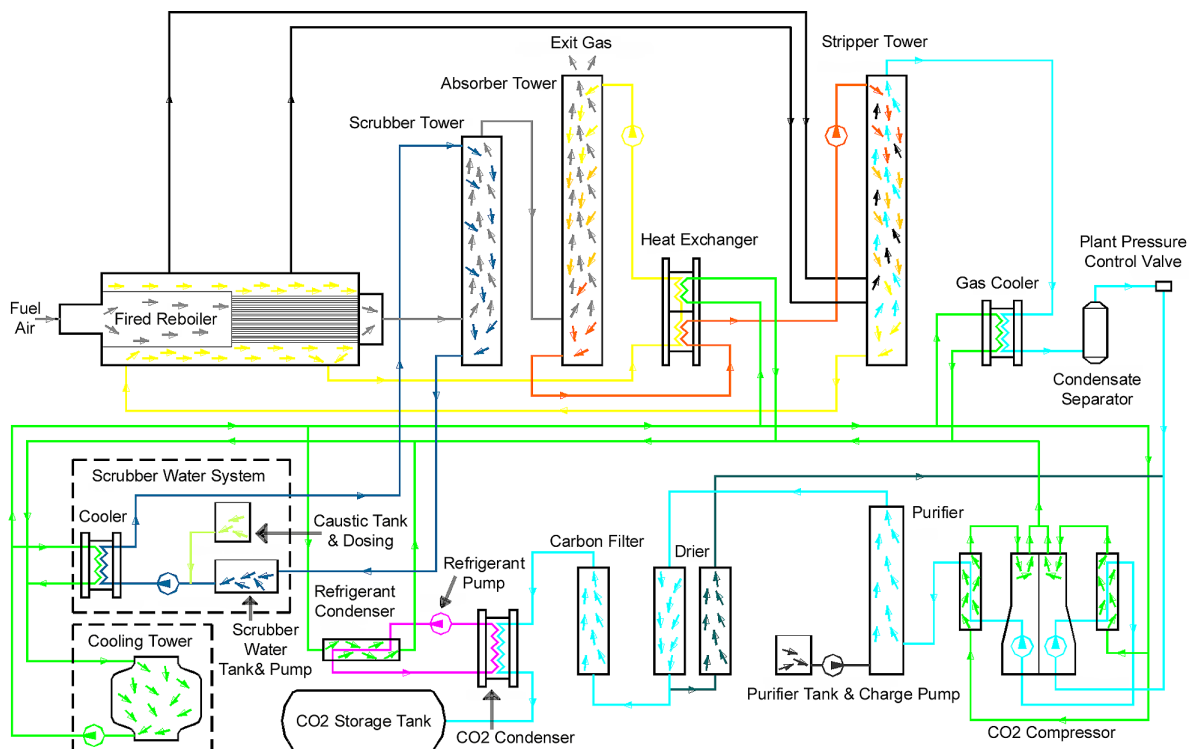 Exit Gas
Stripper Tower
Absorber Tower
Scrubber Tower
Heat Exchanger
Plant Pressure
Control Valve
Gas Cooler
Fuel
Air
Fired Reboiler
Condensate
Separator
Scrubber Water System
Cooler
Caustic Tank
& Dosing
Carbon Filter
Drier
Purifier
Refrigerant
Pump
Refrigerant
Condenser
Scrubber
Water
Tank& Pump
Cooling Tower
Purifier Tank & Charge Pump
CO2 Storage Tank
CO2 Condenser
CO2 Compressor